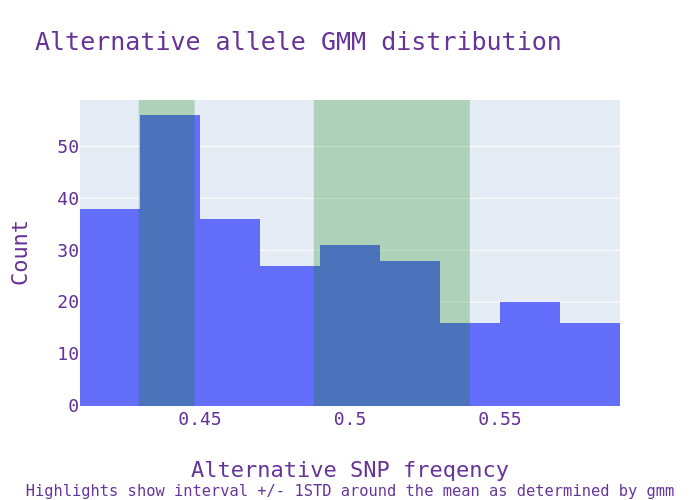 Alternative allele GMM distribution
50
40
30
20
10
0
Count
0.45 0.5 0.55
Alternative SNP freqency
Highlights show interval +/- 1STD around the mean as determined by gmm